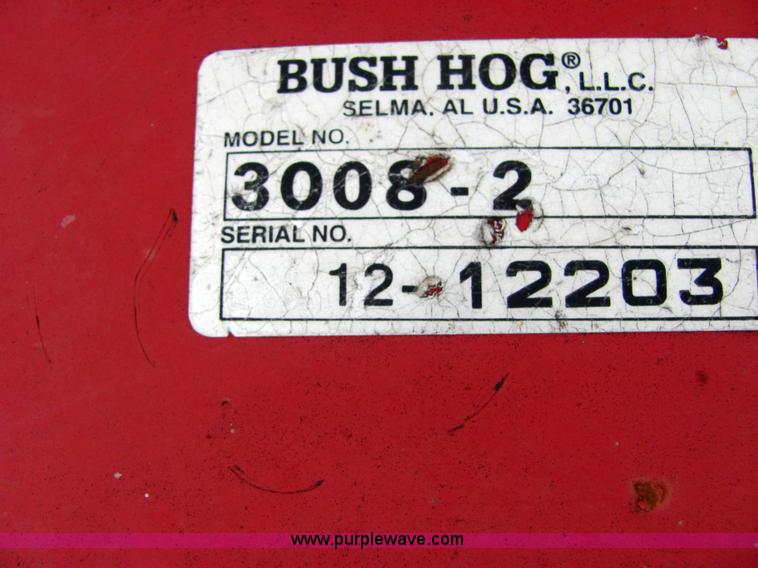 BUSH HOG®, L.L.C.
SELMA, AL U.S.A. 36701
MODEL NO.
3008-2
SERIAL NO.
12-12203
www.purplewave.com